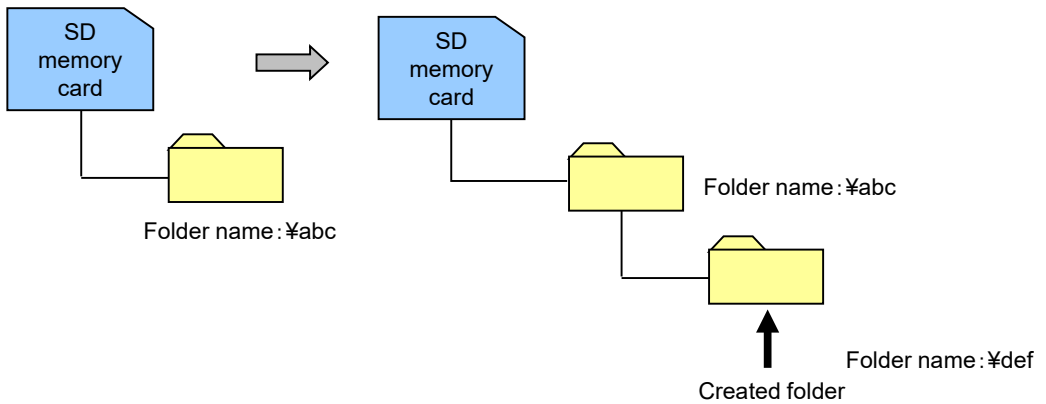 SD
memory
card
Folder name：¥abc
SD
memory
card
Folder name：¥abc
Folder name：¥def
Created folder